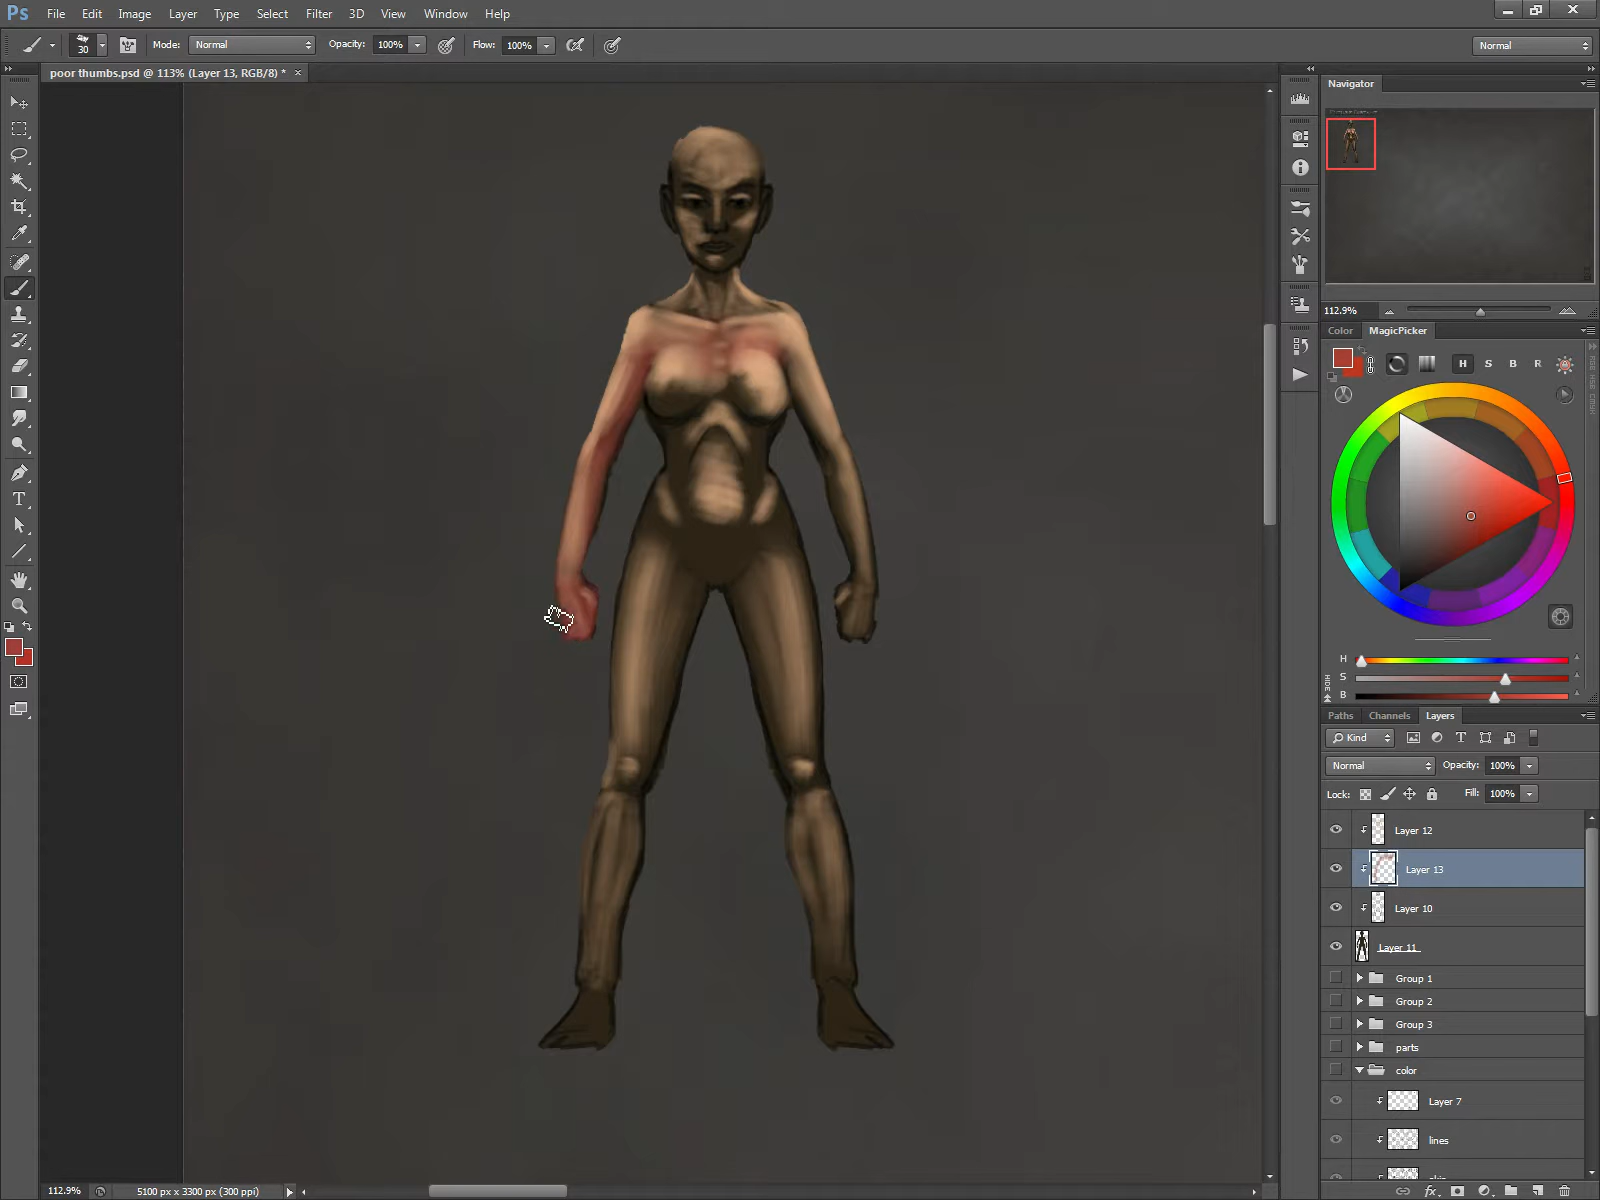 Ps File Edit Image Layer Type Select Filter 3D View Window Help
30 Mode: Normal Opacity: 100% Flow: 100% Normal
poor thumbs.psd @ 113% (Layer 13, RGB/8) * ×
Navigator
112.9%
Color MagicPicker
H S B R
H
S
B
HIDE
Paths Channels Layers
Kind
Normal Opacity: 100%
Lock: Fill: 100%
Layer 12
Layer 13
Layer 10
Layer 11
Group 1
Group 2
Group 3
parts
color
Layer 7
lines
112.9% 5100 px x 3300 px (300 ppi)